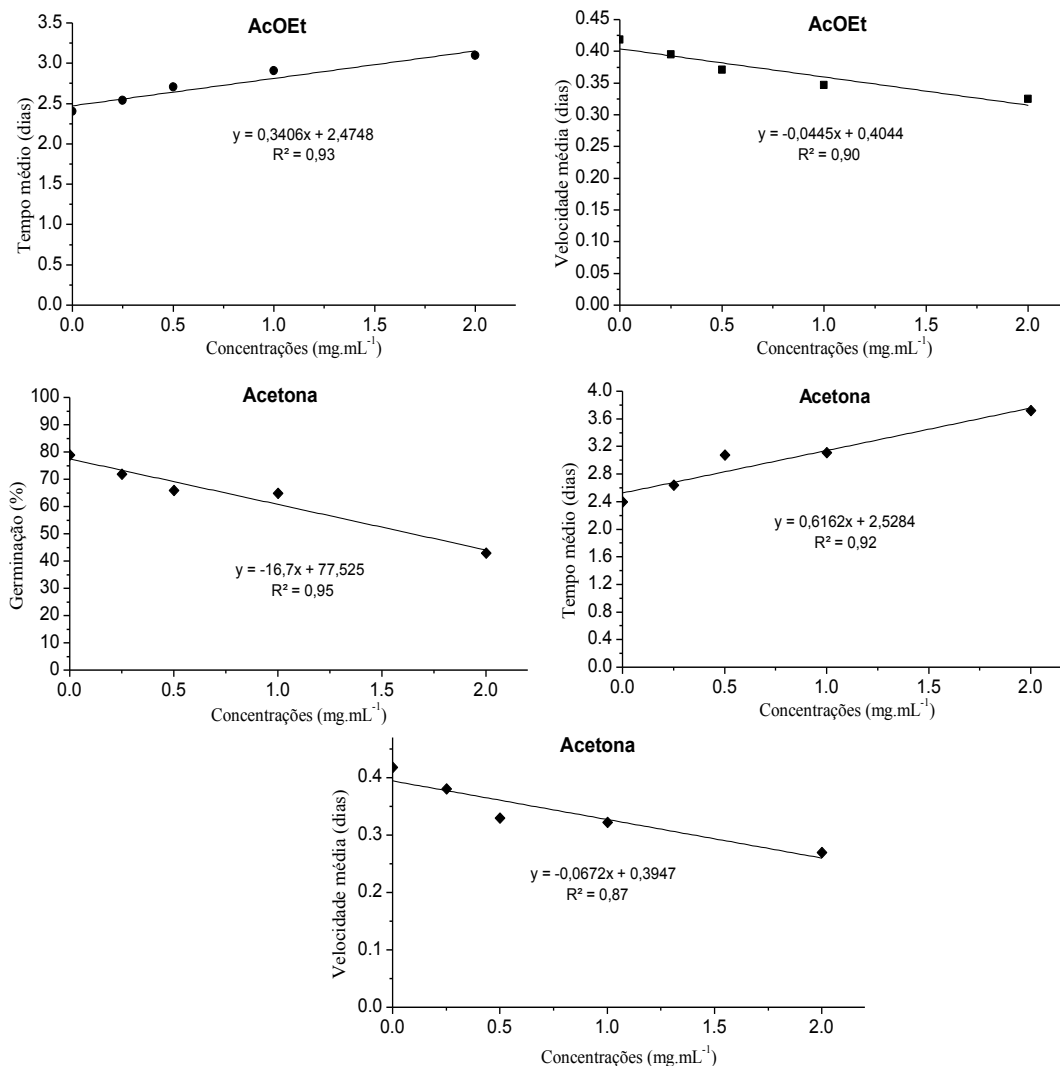 AcOEt
3.5
3.0
2.5
2.0
1.5
1.0
0.5
0.0
Tempo médio (dias)
y = 0,3406x + 2,4748
R² = 0,93
0.0 0.5 1.0 1.5 2.0
Concentrações (mg.mL⁻¹)
AcOEt
0.45
0.40
0.35
0.30
0.25
0.20
0.15
0.10
0.05
0.00
Velocidade média (dias)
y = -0,0445x + 0,4044
R² = 0,90
0.0 0.5 1.0 1.5 2.0
Concentrações (mg.mL⁻¹)
Acetona
100
90
80
70
60
50
40
30
20
10
0
Germinação (%)
y = -16,7x + 77,525
R² = 0,95
0.0 0.5 1.0 1.5 2.0
Concentrações (mg.mL⁻¹)
Acetona
4.0
3.6
3.2
2.8
2.4
2.0
1.6
1.2
0.8
0.4
0.0
Tempo médio (dias)
y = 0,6162x + 2,5284
R² = 0,92
0.0 0.5 1.0 1.5 2.0
Concentrações (mg.mL⁻¹)
Acetona
0.4
0.3
0.2
0.1
0.0
Velocidade média (dias)
y = -0,0672x + 0,3947
R² = 0,87
0.0 0.5 1.0 1.5 2.0
Concentrações (mg.mL⁻¹)